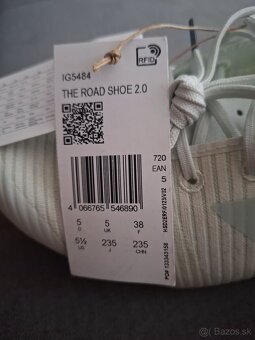 RFID
IG5484
THE ROAD SHOE 2.0
720
EAN
5
4 066765 546890
5 5 38
D UK F
5½ 235 235
US J CHN
Bazos.sk